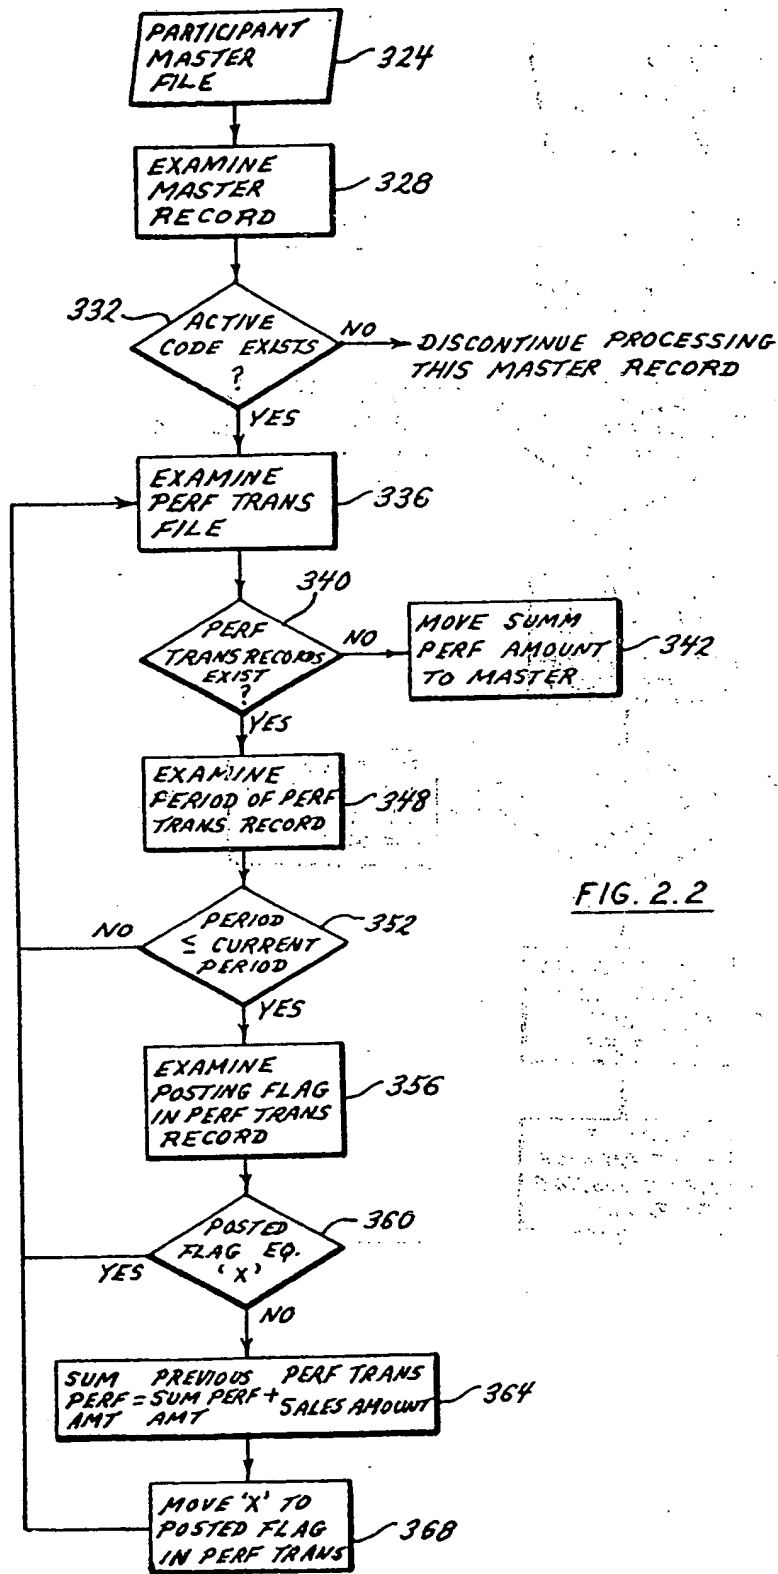 PARTICIPANT
MASTER
FILE
324
EXAMINE
MASTER
RECORD
328
332
ACTIVE
CODE EXISTS
?
NO
DISCONTINUE PROCESSING
THIS MASTER RECORD
YES
EXAMINE
PERF TRANS
FILE
336
340
PERF
TRANS RECORDS
EXIST
?
NO
MOVE SUMM
PERF AMOUNT
TO MASTER
342
YES
EXAMINE
PERIOD OF PERF
TRANS RECORD
348
FIG. 2.2
352
PERIOD
≤ CURRENT
PERIOD
NO
YES
EXAMINE
POSTING FLAG
IN PERF TRANS
RECORD
356
360
POSTED
FLAG EQ.
'X'
YES
NO
SUM PREVIOUS PERF TRANS
PERF = SUM PERF + SALES AMOUNT
AMT AMT
364
MOVE 'X' TO
POSTED FLAG
IN PERF TRANS
368